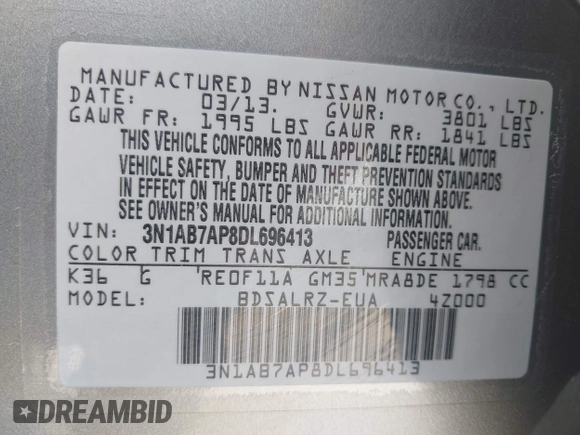 MANUFACTURED BY NISSAN MOTOR CO., LTD.
DATE: 03/13. GVWR: 3801 LBS
GAWR FR: 1995 LBS GAWR RR: 1841 LBS
THIS VEHICLE CONFORMS TO ALL APPLICABLE FEDERAL MOTOR
VEHICLE SAFETY, BUMPER AND THEFT PREVENTION STANDARDS
IN EFFECT ON THE DATE OF MANUFACTURE SHOWN ABOVE.
SEE OWNER'S MANUAL FOR ADDITIONAL INFORMATION.
VIN: 3N1AB7AP8DL696413 PASSENGER CAR.
COLOR TRIM TRANS AXLE ENGINE
K36 G RE0F11A GM35 MRA8DE 1798 CC
MODEL: BDSALRZ-EUA 4Z000
3N1AB7AP8DL696413
DREAMBID